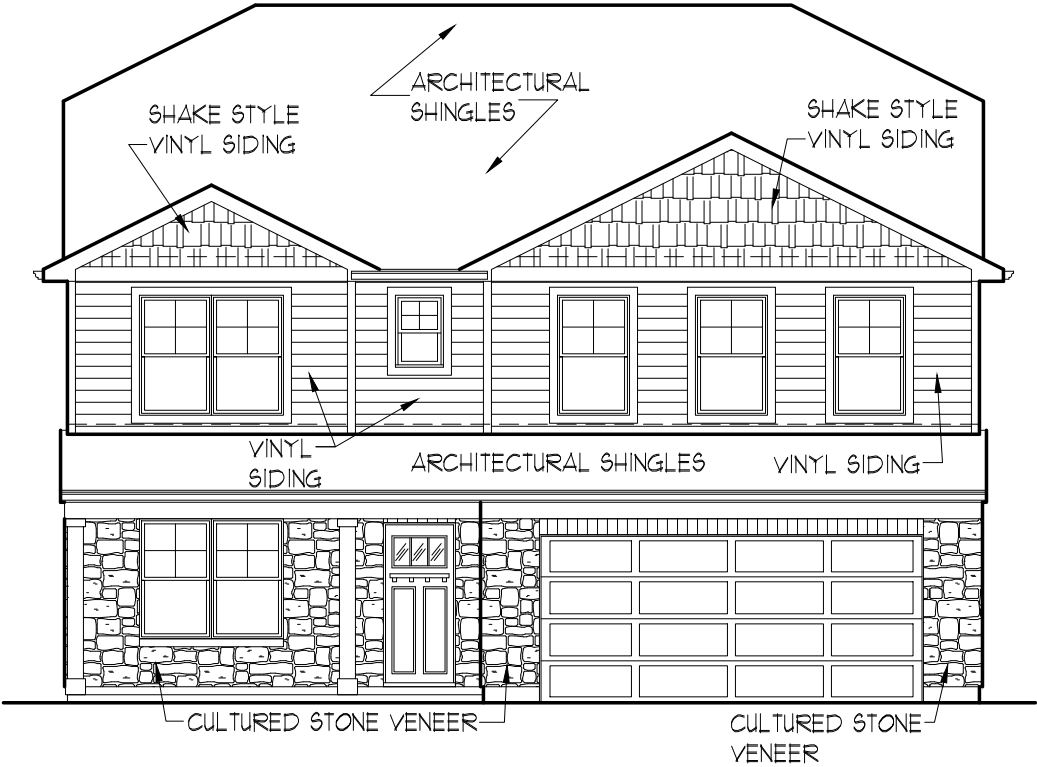 ARCHITECTURAL
SHINGLES
SHAKE STYLE
VINYL SIDING
SHAKE STYLE
VINYL SIDING
VINYL
SIDING
ARCHITECTURAL SHINGLES
VINYL SIDING
CULTURED STONE VENEER
CULTURED STONE
VENEER